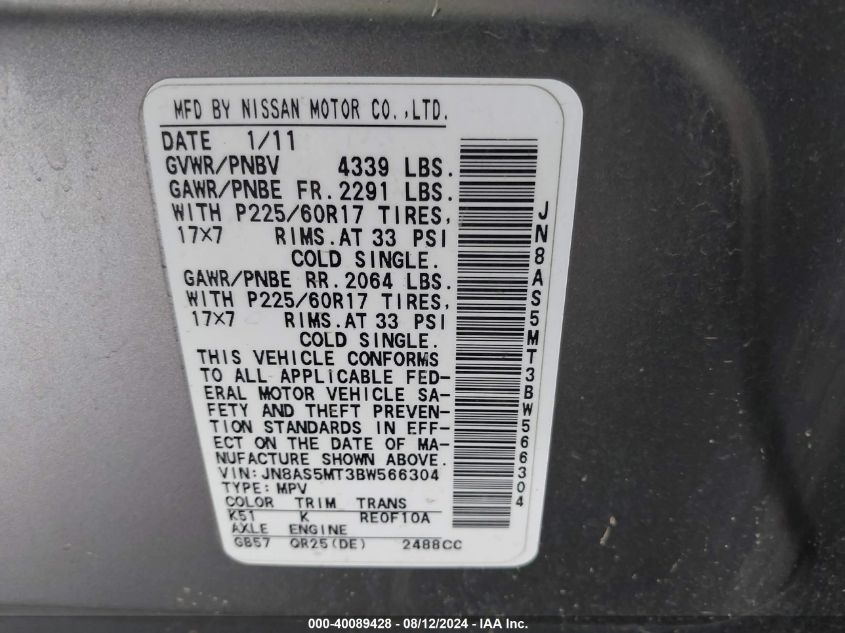 MFD BY NISSAN MOTOR CO.,LTD.
DATE 1/11
GVWR/PNBV 4339 LBS.
GAWR/PNBE FR. 2291 LBS.
WITH P225/60R17 TIRES,
17×7 RIMS. AT 33 PSI
COLD SINGLE.
GAWR/PNBE RR. 2064 LBS.
WITH P225/60R17 TIRES,
17×7 RIMS. AT 33 PSI
COLD SINGLE.
THIS VEHICLE CONFORMS
TO ALL APPLICABLE FED-
ERAL MOTOR VEHICLE SA-
FETY AND THEFT PREVEN-
TION STANDARDS IN EFF-
ECT ON THE DATE OF MA-
NUFACTURE SHOWN ABOVE.
VIN:JN8AS5MT3BW566304
TYPE: MPV
COLOR TRIM TRANS
K51 K RE0F10A
AXLE ENGINE
GB57 QR25(DE) 2488CC
JN8AS5MT3BW566304
000-40089428 - 08/12/2024 - IAA Inc.